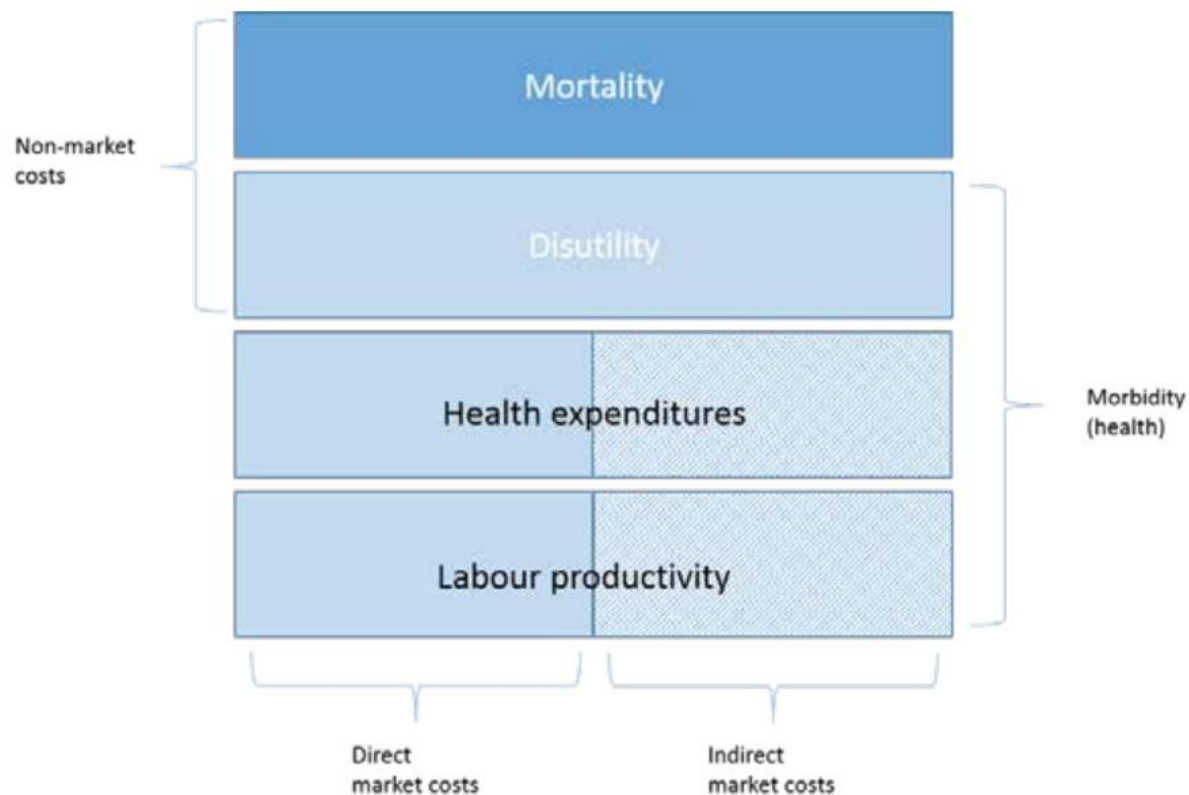 Mortality
Non-market
costs
Disutility
Health expenditures
Morbidity
(health)
Labour productivity
Direct
market costs
Indirect
market costs